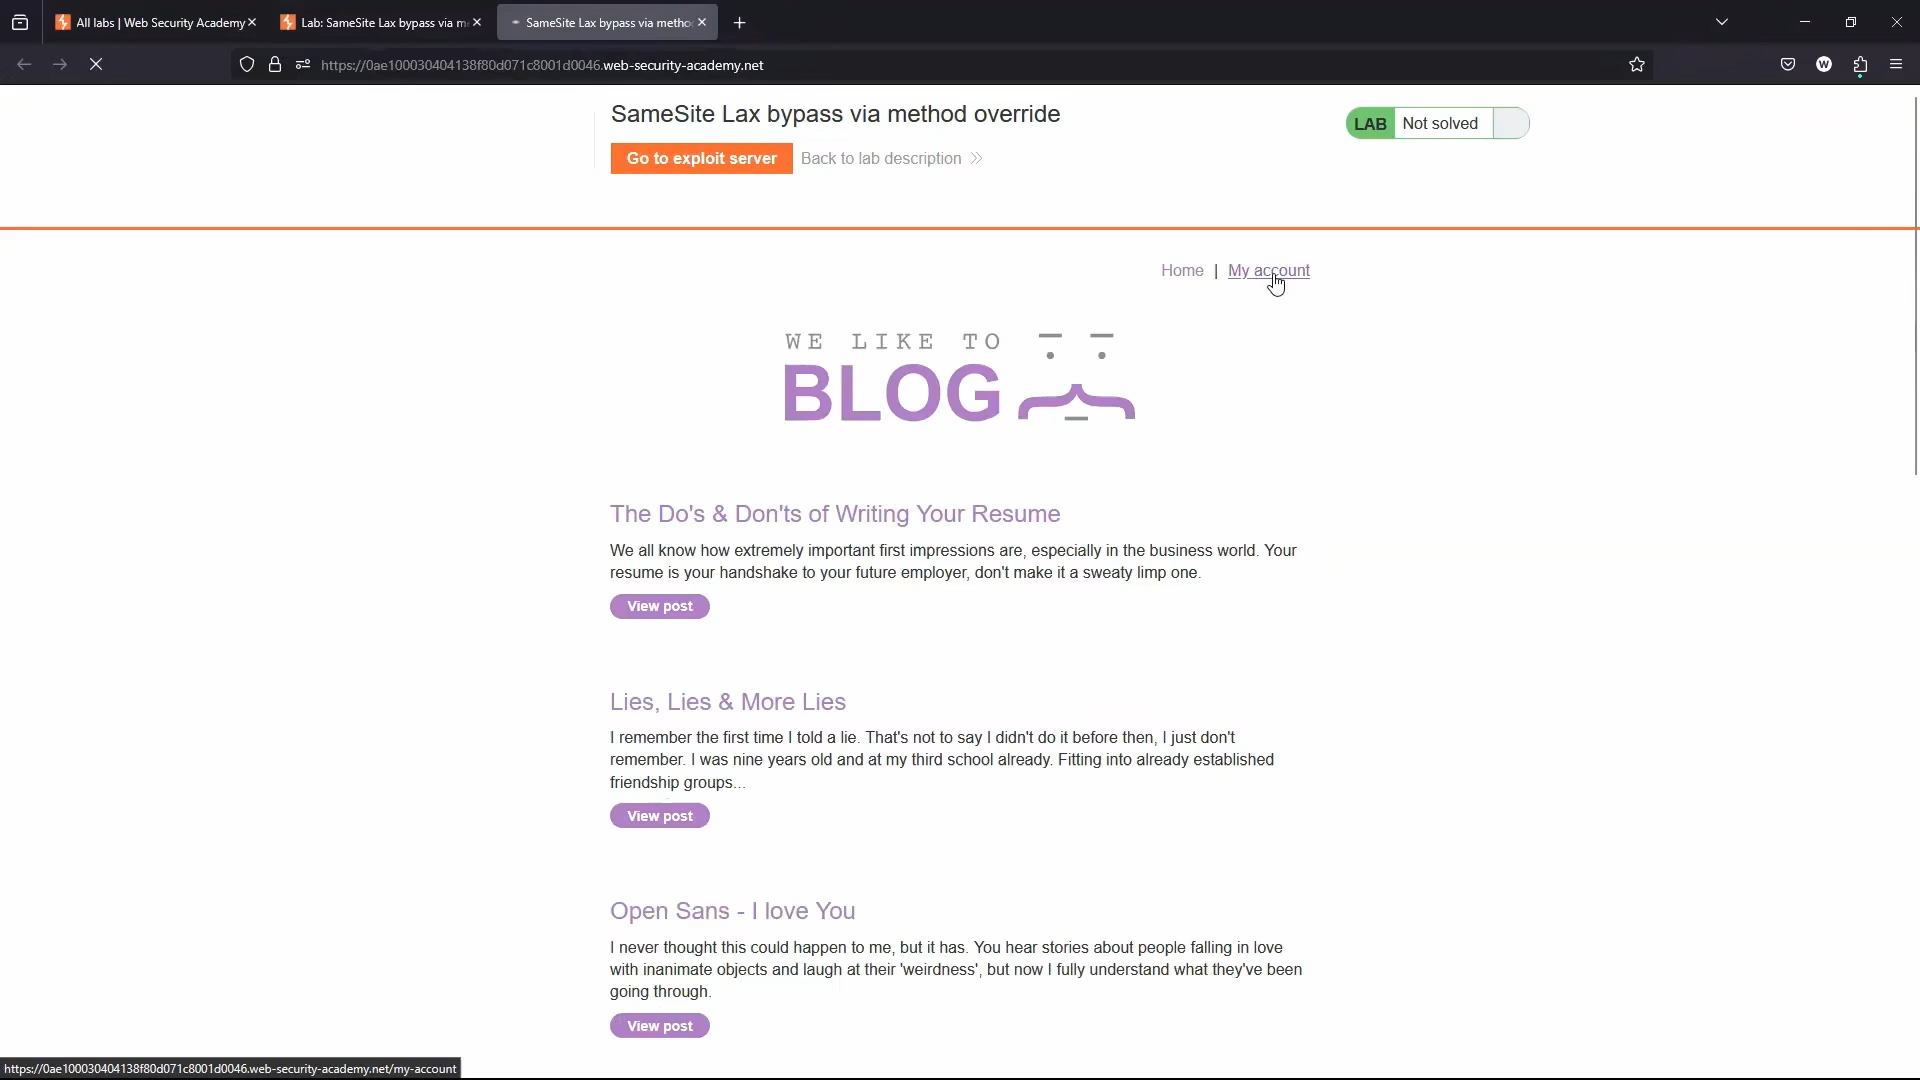 All labs | Web Security Academy
Lab: SameSite Lax bypass via m
SameSite Lax bypass via metho
https://0ae100030404138f80d071c8001d0046.web-security-academy.net
W
SameSite Lax bypass via method override
Go to exploit server
Back to lab description
LAB Not solved
Home | My account
WE LIKE TO
BLOG
The Do's & Don'ts of Writing Your Resume
We all know how extremely important first impressions are, especially in the business world. Your
resume is your handshake to your future employer, don't make it a sweaty limp one.
View post
Lies, Lies & More Lies
I remember the first time I told a lie. That's not to say I didn't do it before then, I just don't
remember. I was nine years old and at my third school already. Fitting into already established
friendship groups...
View post
Open Sans - I love You
I never thought this could happen to me, but it has. You hear stories about people falling in love
with inanimate objects and laugh at their 'weirdness', but now I fully understand what they've been
going through.
View post
https://0ae100030404138f80d071c8001d0046.web-security-academy.net/my-account